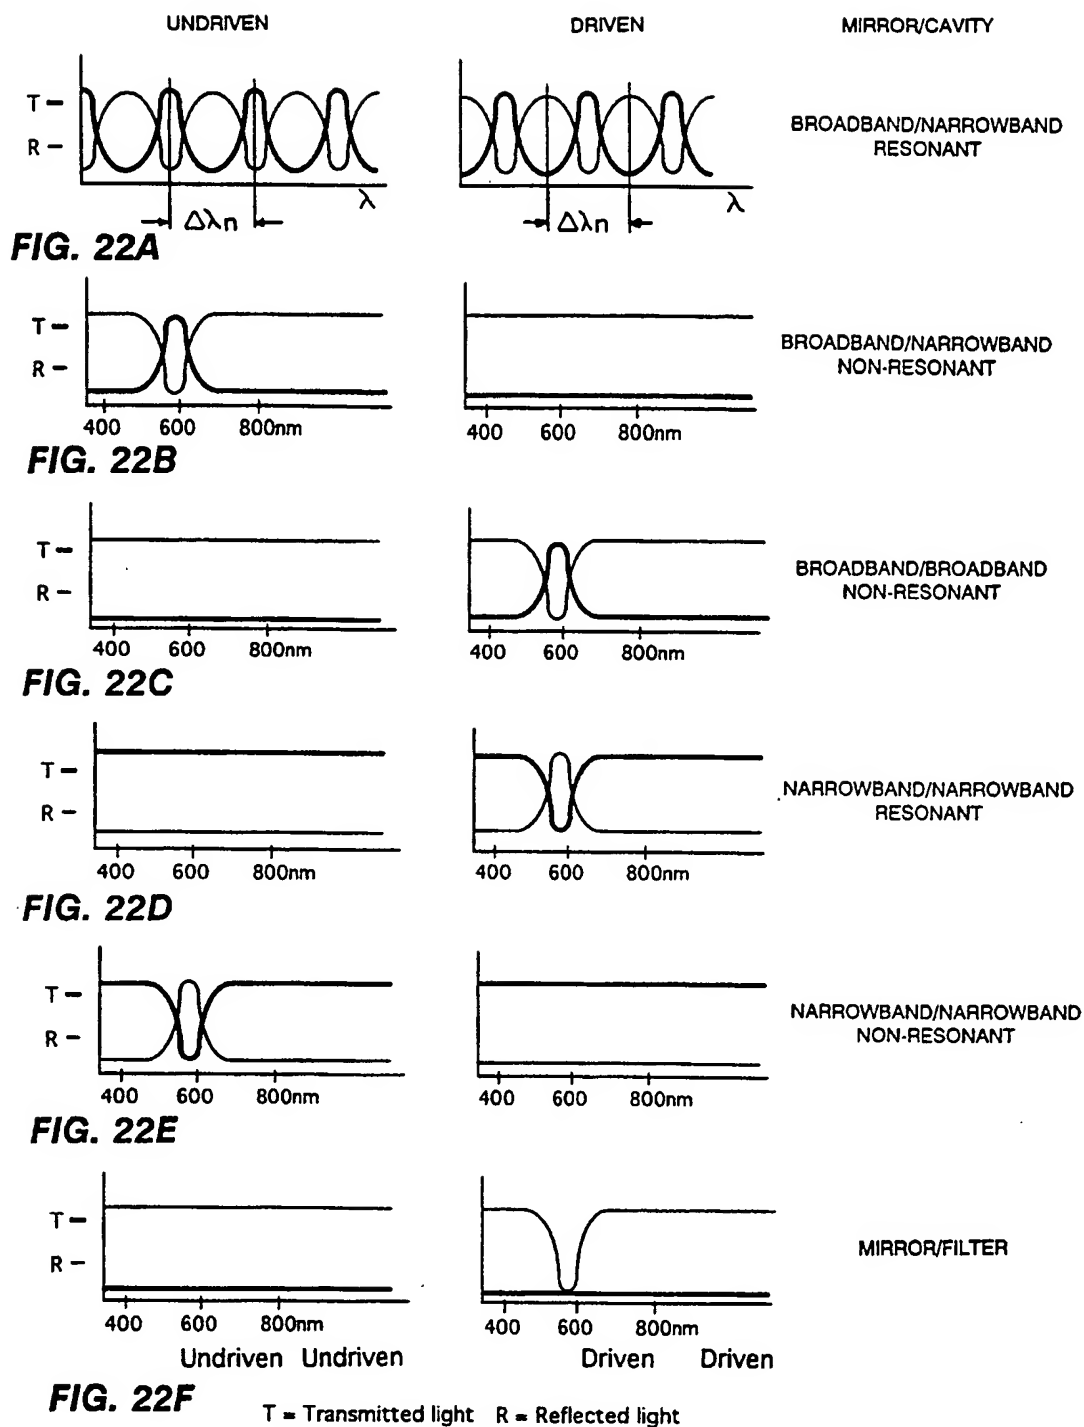 UNDRIVEN DRIVEN MIRROR/CAVITY
T R λ Δλn λ Δλn
BROADBAND/NARROWBAND
RESONANT
FIG. 22A
T R 400 600 800nm 400 600 800nm
BROADBAND/NARROWBAND
NON-RESONANT
FIG. 22B
T R 400 600 800nm 400 600 800nm
BROADBAND/BROADBAND
NON-RESONANT
FIG. 22C
T R 400 600 800nm 400 600 800nm
NARROWBAND/NARROWBAND
RESONANT
FIG. 22D
T R 400 600 800nm 400 600 800nm
NARROWBAND/NARROWBAND
NON-RESONANT
FIG. 22E
T R 400 600 800nm 400 600 800nm
MIRROR/FILTER
Undriven Undriven Driven Driven
FIG. 22F
T = Transmitted light R = Reflected light